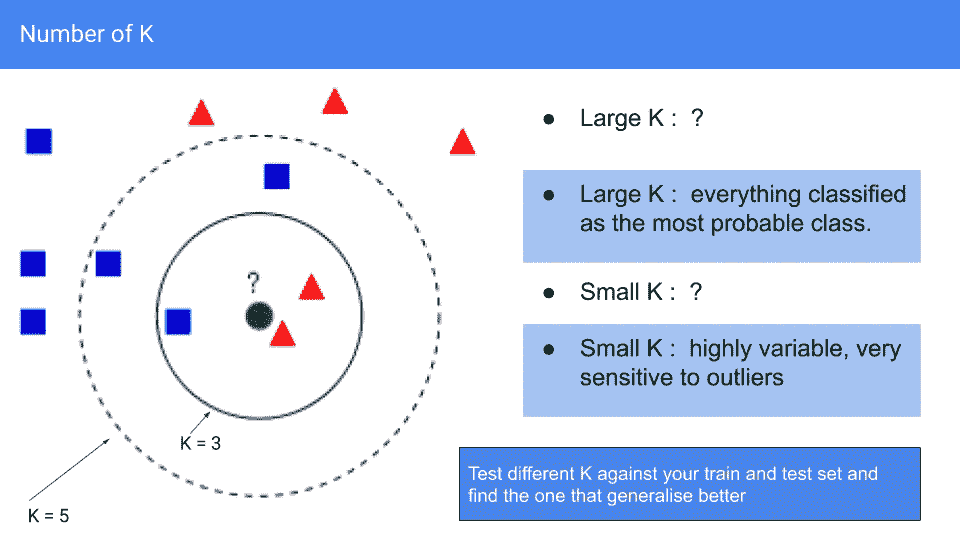 Number of K
?
K = 3
K = 5
● Large K : ?
● Large K : everything classified
as the most probable class.
● Small K : ?
● Small K : highly variable, very
sensitive to outliers
Test different K against your train and test set and
find the one that generalise better